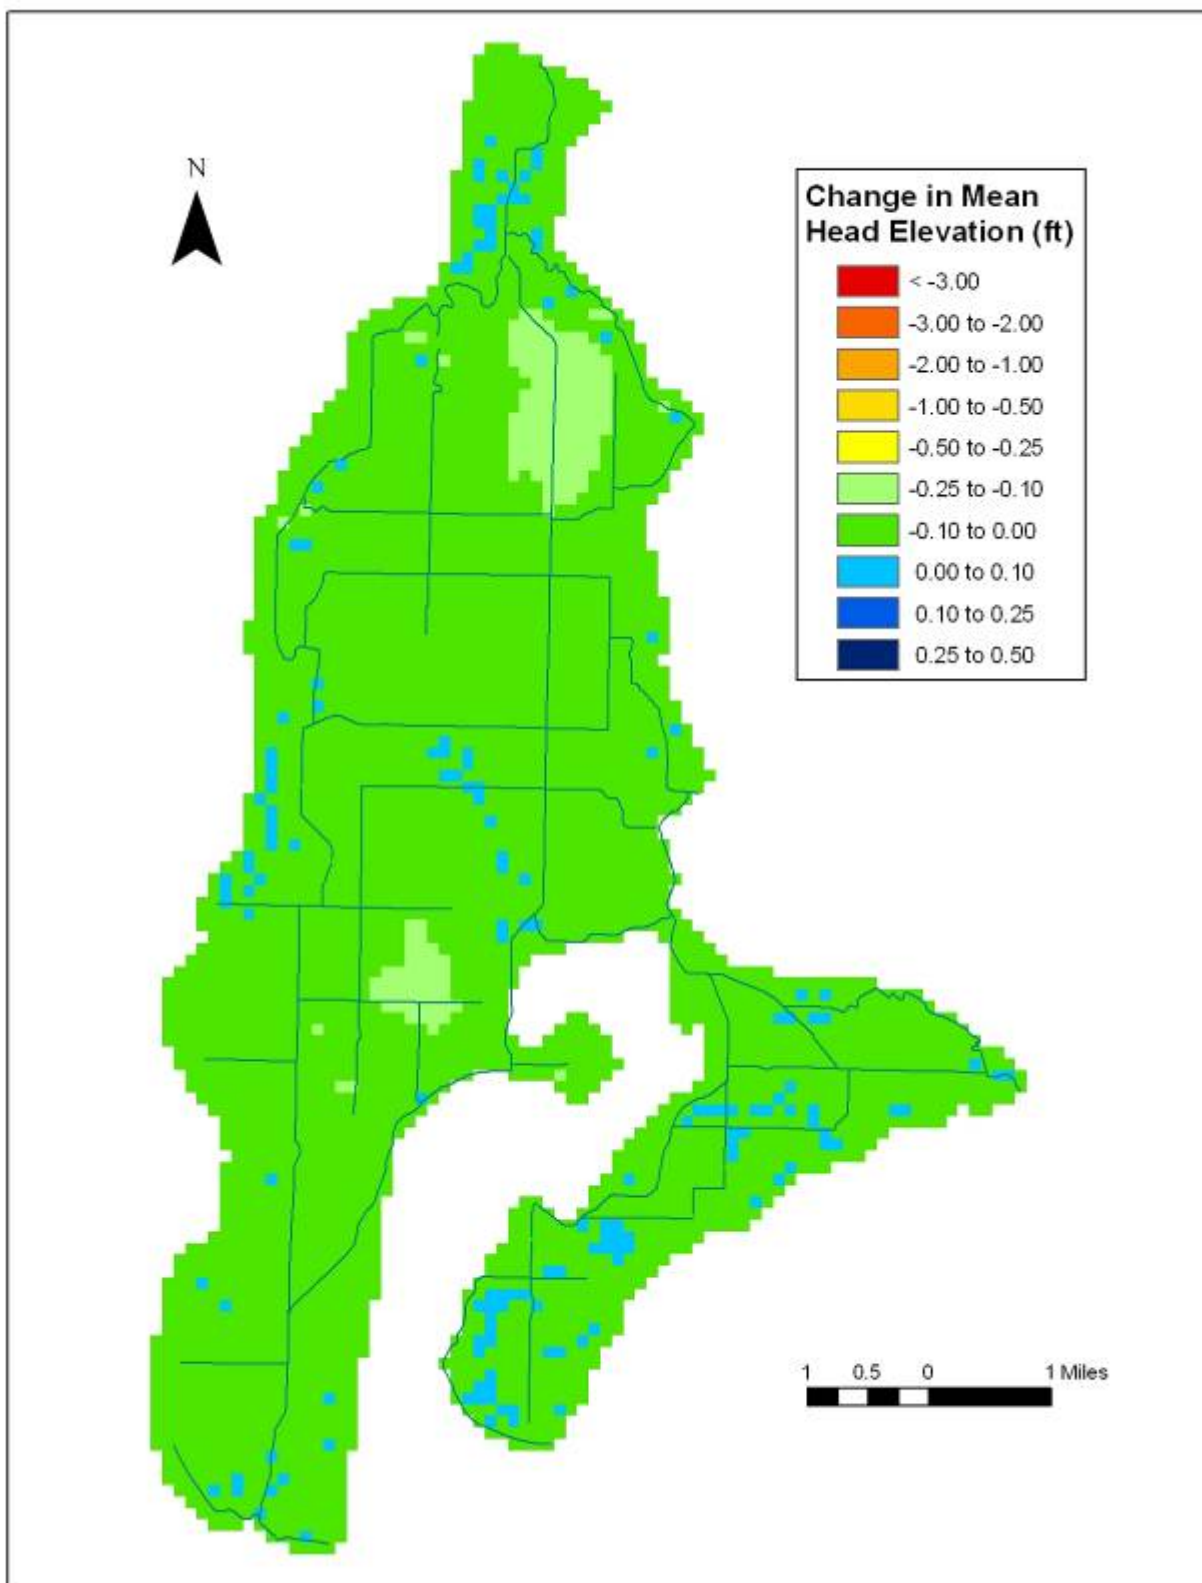 N
Change in Mean
Head Elevation (ft)
< -3.00
-3.00 to -2.00
-2.00 to -1.00
-1.00 to -0.50
-0.50 to -0.25
-0.25 to -0.10
-0.10 to 0.00
0.00 to 0.10
0.10 to 0.25
0.25 to 0.50
1 0.5 0 1 Miles